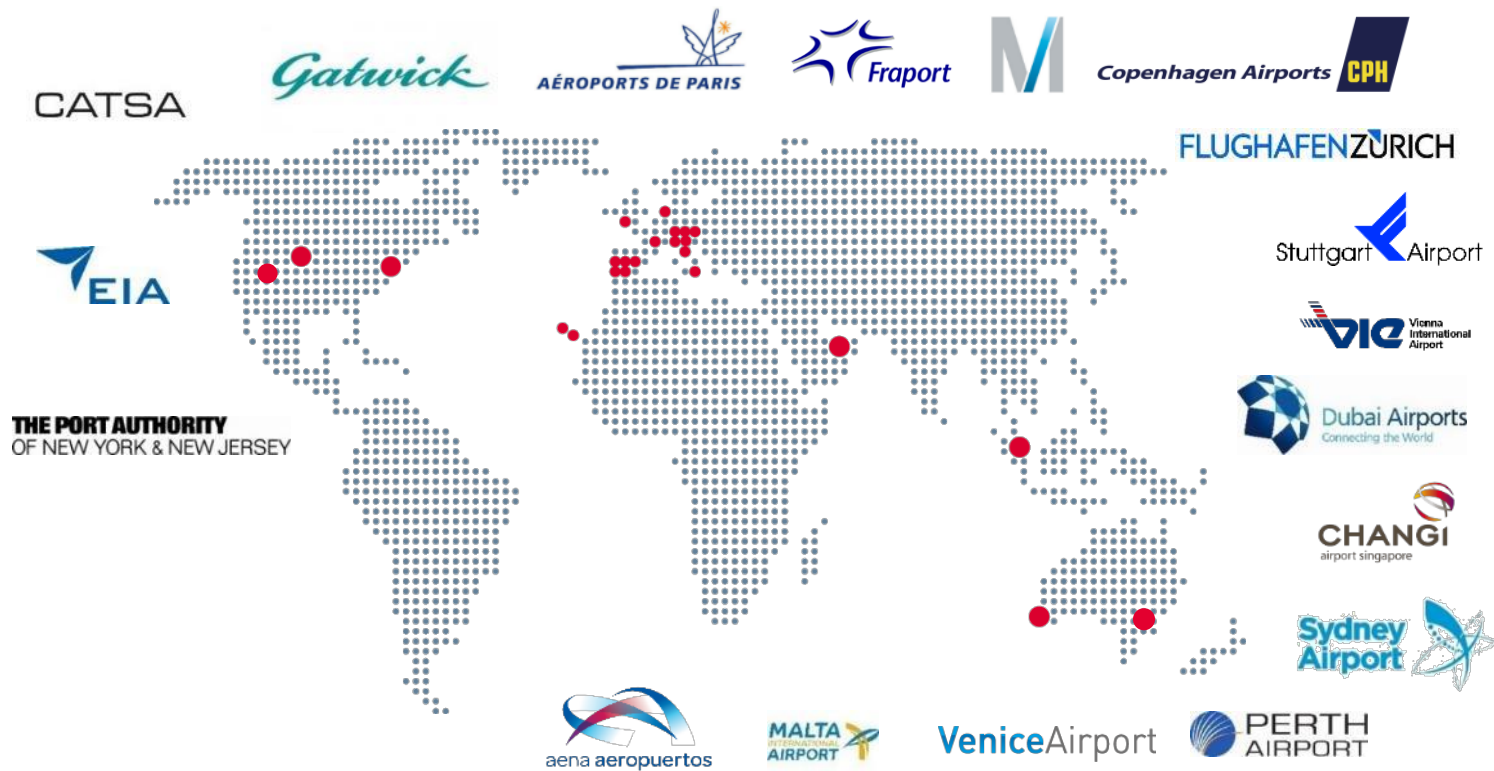 Gatwick
AÉROPORTS DE PARIS
Fraport
M
Copenhagen Airports
CPH
CATSA
FLUGHAFENZÜRICH
Stuttgart Airport
EIA
VIE
Vienna
International
Airport
Dubai Airports
Connecting the World
THE PORT AUTHORITY
OF NEW YORK & NEW JERSEY
CHANGI
airport singapore
Sydney
Airport
aena aeropuertos
MALTA
INTERNATIONAL
AIRPORT
VeniceAirport
PERTH
AIRPORT